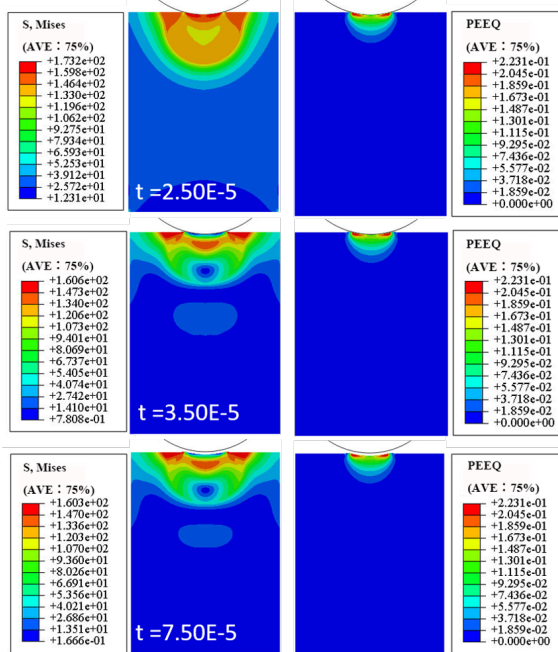 S, Mises
(AVE：75%)
+1.732e+02
+1.598e+02
+1.464e+02
+1.330e+02
+1.196e+02
+1.062e+02
+9.275e+01
+7.934e+01
+6.593e+01
+5.253e+01
+3.912e+01
+2.572e+01
+1.231e+01
t =2.50E-5
PEEQ
(AVE：75%)
+2.231e-01
+2.045e-01
+1.859e-01
+1.673e-01
+1.487e-01
+1.301e-01
+1.115e-01
+9.295e-02
+7.436e-02
+5.577e-02
+3.718e-02
+1.859e-02
+0.000e+00
S, Mises
(AVE：75%)
+1.606e+02
+1.473e+02
+1.340e+02
+1.206e+02
+1.073e+02
+9.401e+01
+8.069e+01
+6.737e+01
+5.405e+01
+4.074e+01
+2.742e+01
+1.410e+01
+7.808e-01
t =3.50E-5
PEEQ
(AVE：75%)
+2.231e-01
+2.045e-01
+1.859e-01
+1.673e-01
+1.487e-01
+1.301e-01
+1.115e-01
+9.295e-02
+7.436e-02
+5.577e-02
+3.718e-02
+1.859e-02
+0.000e+00
S, Mises
(AVE：75%)
+1.603e+02
+1.470e+02
+1.336e+02
+1.203e+02
+1.070e+02
+9.360e+01
+8.026e+01
+6.691e+01
+5.356e+01
+4.021e+01
+2.686e+01
+1.351e+01
+1.666e-01
t =7.50E-5
PEEQ
(AVE：75%)
+2.231e-01
+2.045e-01
+1.859e-01
+1.673e-01
+1.487e-01
+1.301e-01
+1.115e-01
+9.295e-02
+7.436e-02
+5.577e-02
+3.718e-02
+1.859e-02
+0.000e+00